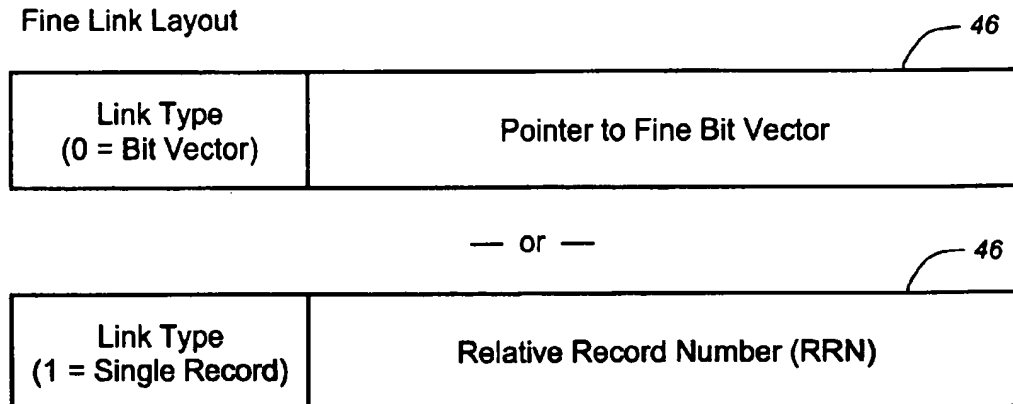 Fine Link Layout
46
Link Type
(0 = Bit Vector)
Pointer to Fine Bit Vector
— or —
46
Link Type
(1 = Single Record)
Relative Record Number (RRN)